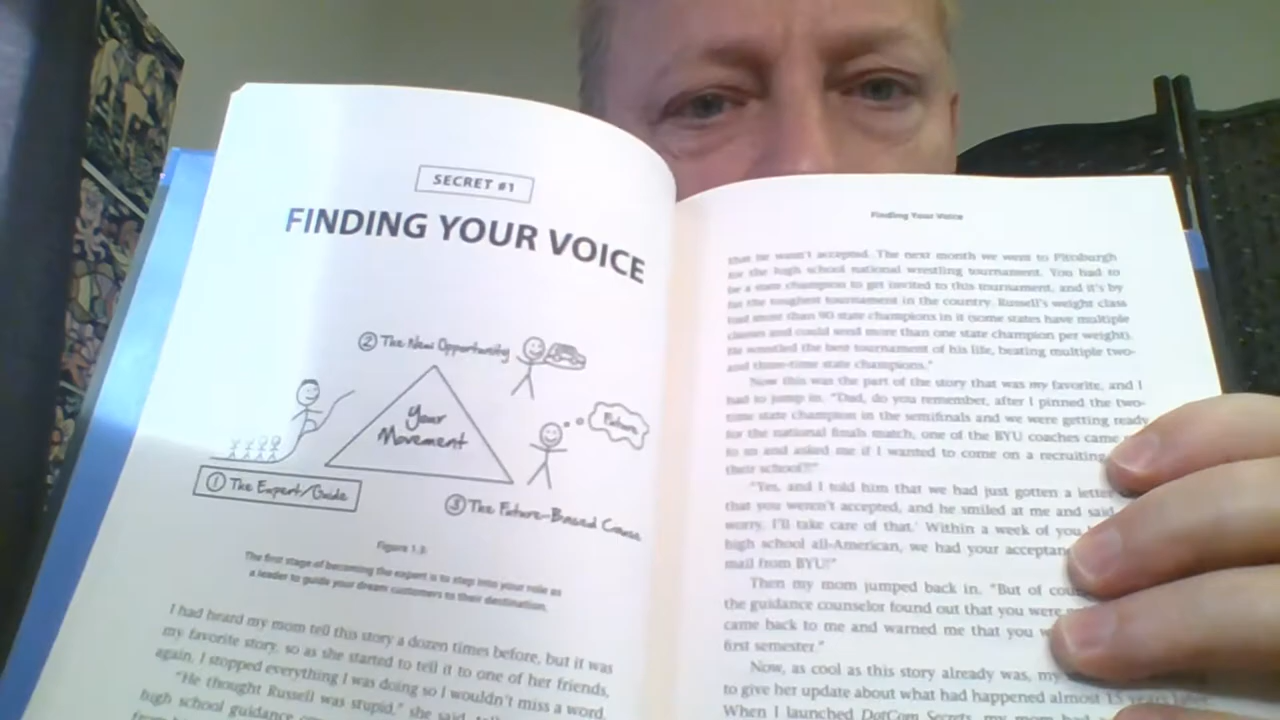 SECRET #1
FINDING YOUR VOICE
② The New Opportunity
Your
Movement
Future
① The Expert/Guide
③ The Future-Based Cause
Figure 1.3:
The first stage of becoming the expert is to step into your role as
a leader to guide your dream customers to their destination.
I had heard my mom tell this story a dozen times before, but it was
my favorite story, so as she started to tell it to one of her friends,
again, I stopped everything I was doing so I wouldn't miss a word.
"He thought Russell was stupid," she said,
high school guidance
Finding Your Voice
that he wasn't accepted. The next month we went to Pittsburgh
for the high school national wrestling tournament. You had to
be a state champion to get invited to this tournament, and it's by
far the toughest tournament in the country. Russell's weight class
had more than 90 state champions in it (some states have multiple
classes and could send more than one state champion per weight).
He wrestled the best tournament of his life, beating multiple two-
and three-time state champions."
Now this was the part of the story that was my favorite, and I
had to jump in. "Dad, do you remember, after I pinned the two-
time state champion in the semifinals and we were getting ready
for the national finals match, one of the BYU coaches came
to us and asked me if I wanted to come on a recruiting
their school?!"
"Yes, and I told him that we had just gotten a letter
that you weren't accepted, and he smiled at me and said
worry. I'll take care of that.' Within a week of you
high school all-American, we had your acceptan
mail from BYU!"
Then my mom jumped back in. "But of cou
the guidance counselor found out that you were
came back to me and warned me that you w
first semester."
Now, as cool as this story already was, my
to give her update about what had happened almost 15 years
When I launched DotCom Secrets, my mom had